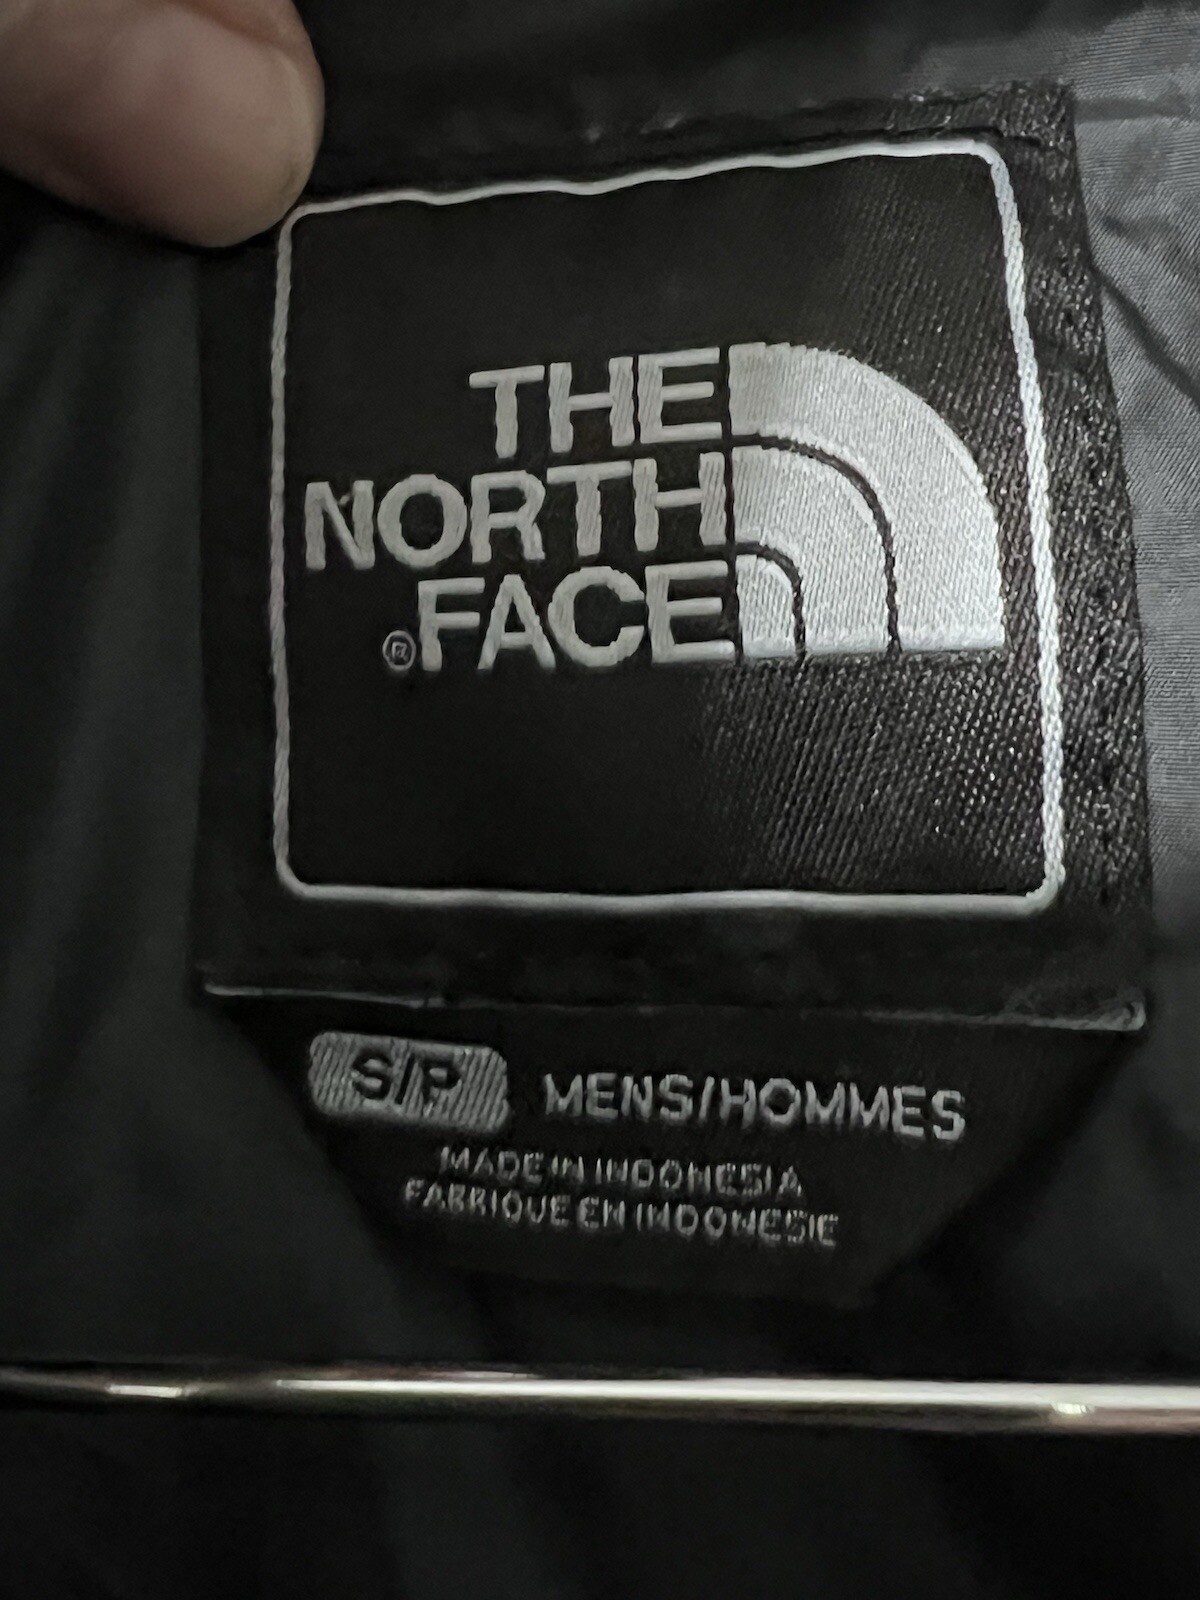 THE
NORTH
®FACE
S/P MENS/HOMMES
MADE IN INDONESIA
FABRIQUE EN INDONESIE